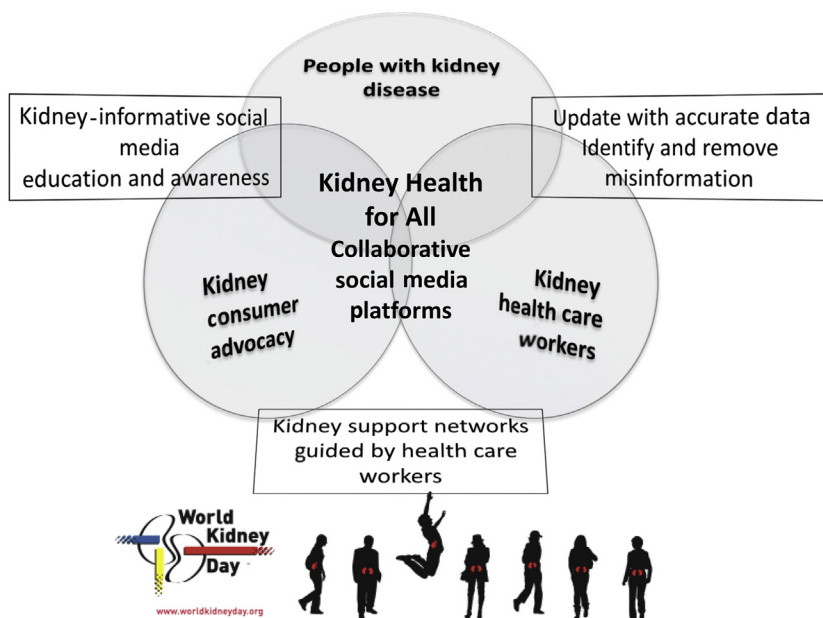 People with kidney
disease
Kidney-informative social
media
education and awareness
Update with accurate data
Identify and remove
misinformation
Kidney Health
for All
Collaborative
social media
platforms
Kidney
consumer
advocacy
Kidney
health care
workers
Kidney support networks
guided by health care
workers
World
Kidney
Day
www.worldkidneyday.org